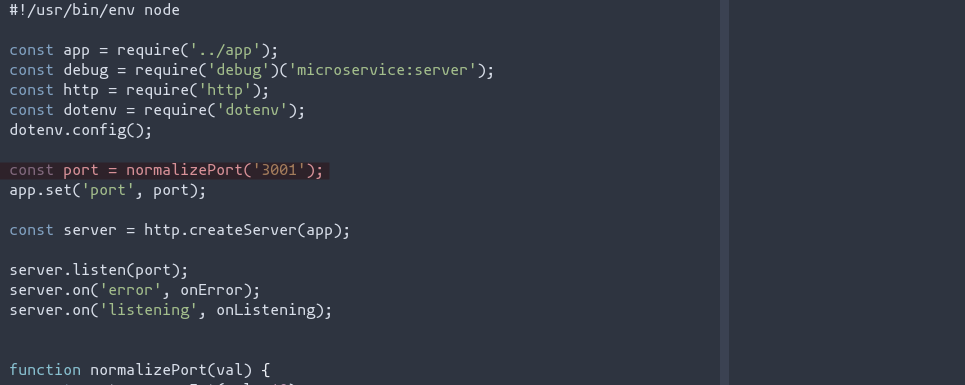 #!/usr/bin/env node
const app = require('../app');
const debug = require('debug')('microservice:server');
const http = require('http');
const dotenv = require('dotenv');
dotenv.config();
const port = normalizePort('3001');
app.set('port', port);
const server = http.createServer(app);
server.listen(port);
server.on('error', onError);
server.on('listening', onListening);
function normalizePort(val) {